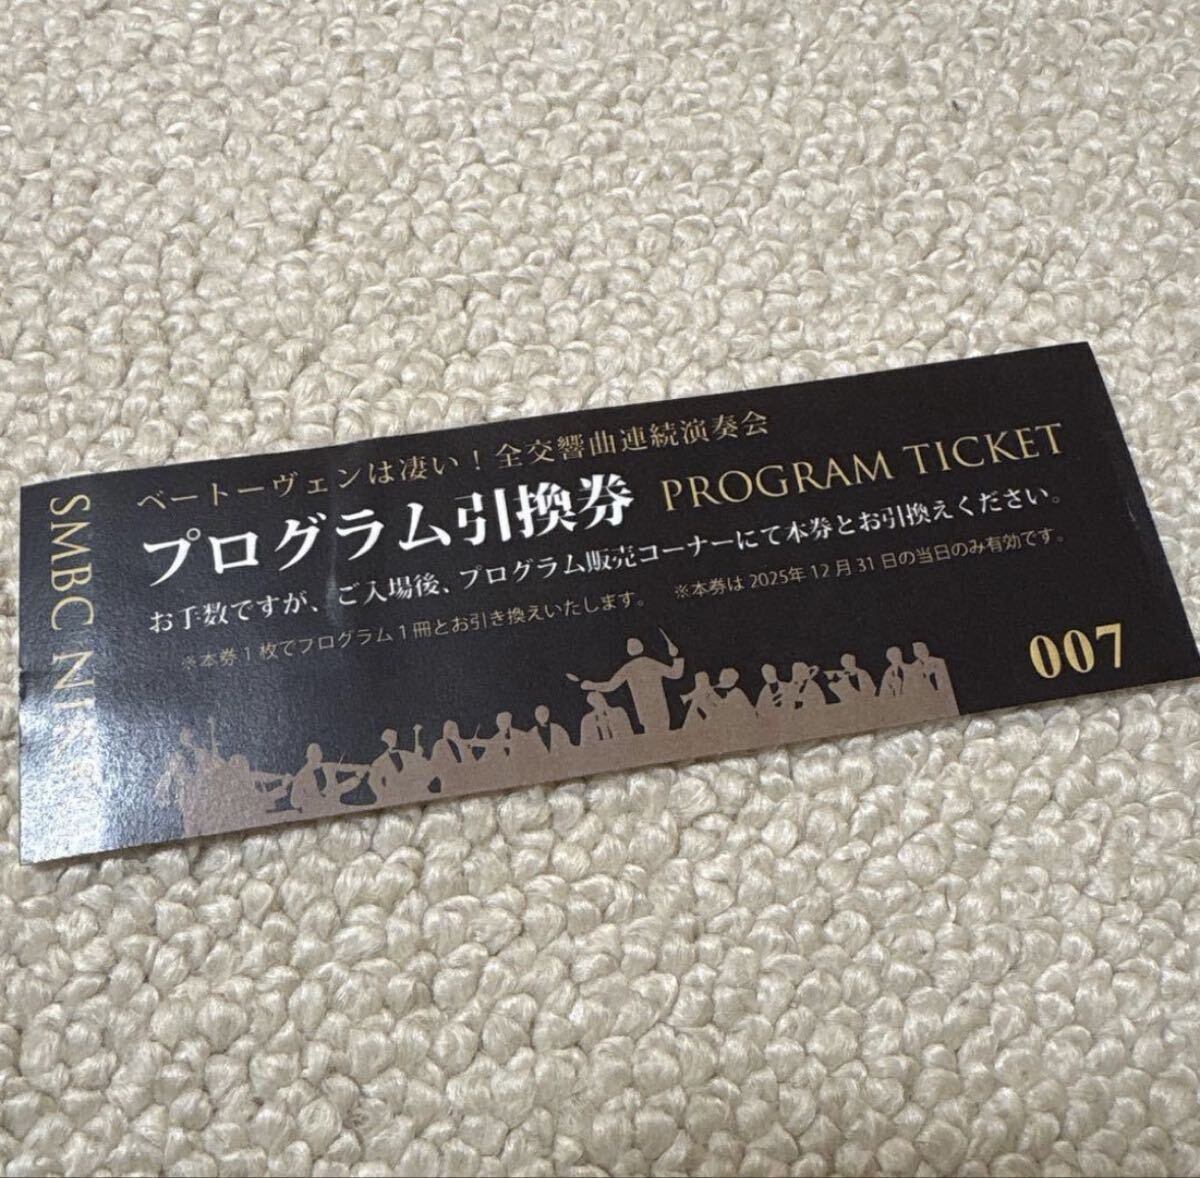 SMBC NIKKO
ベートーヴェンは凄い！全交響曲連続演奏会
プログラム引換券 PROGRAM TICKET
お手数ですが、ご入場後、プログラム販売コーナーにて本券とお引換えください。
※本券1枚でプログラム1冊とお引き換えいたします。 ※本券は2025年12月31日の当日のみ有効です。
007